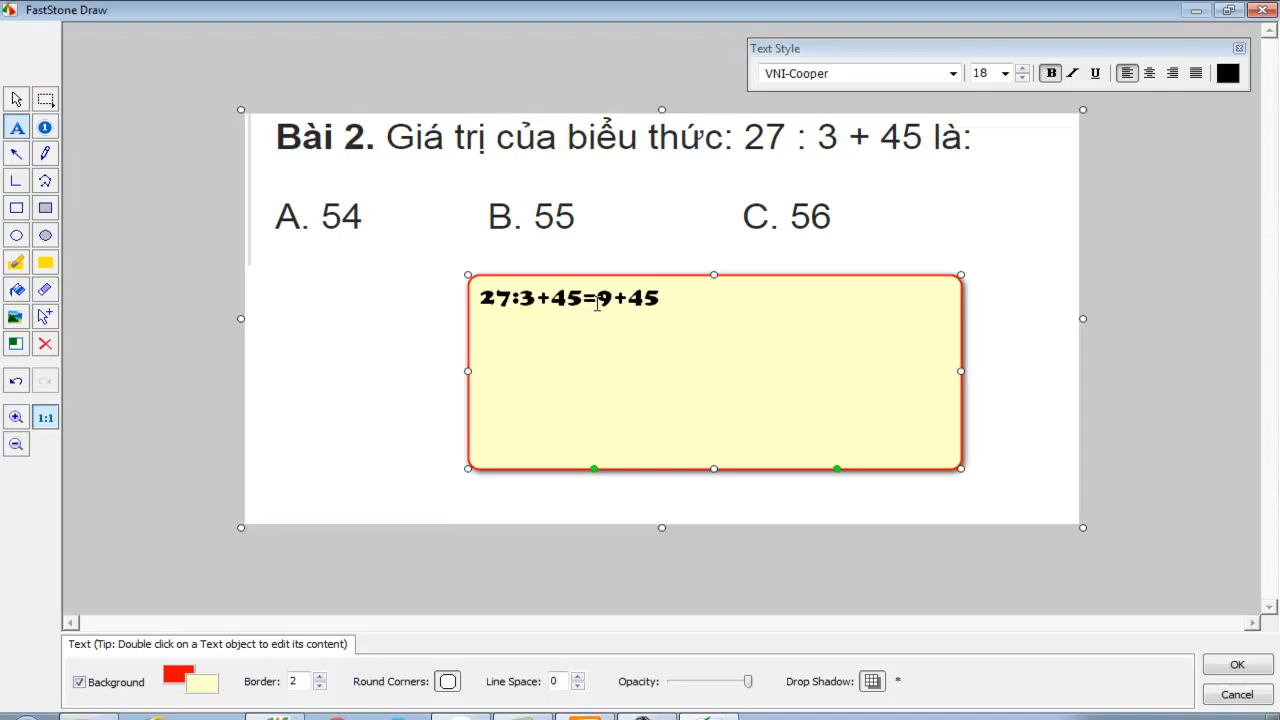 FastStone Draw
Text Style
VNI-Cooper
18
B
U
Bài 2. Giá trị của biểu thức: 27 : 3 + 45 là:
A. 54 B. 55 C. 56
27:3+45=9+45
A
1
1:1
Text (Tip: Double click on a Text object to edit its content)
Background Border: 2 Round Corners: Line Space: 0 Opacity: Drop Shadow: *
OK
Cancel